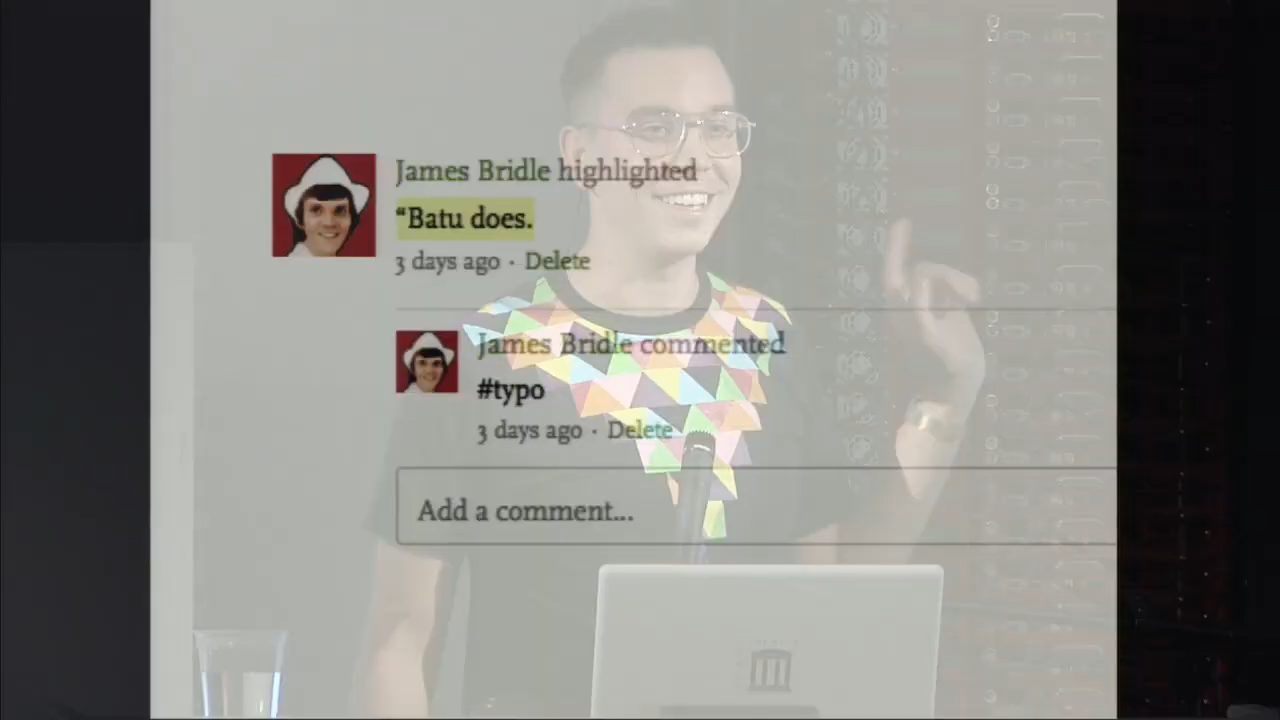 James Bridle highlighted
“Batu does.
3 days ago · Delete
James Bridle commented
#typo
3 days ago · Delete
Add a comment...